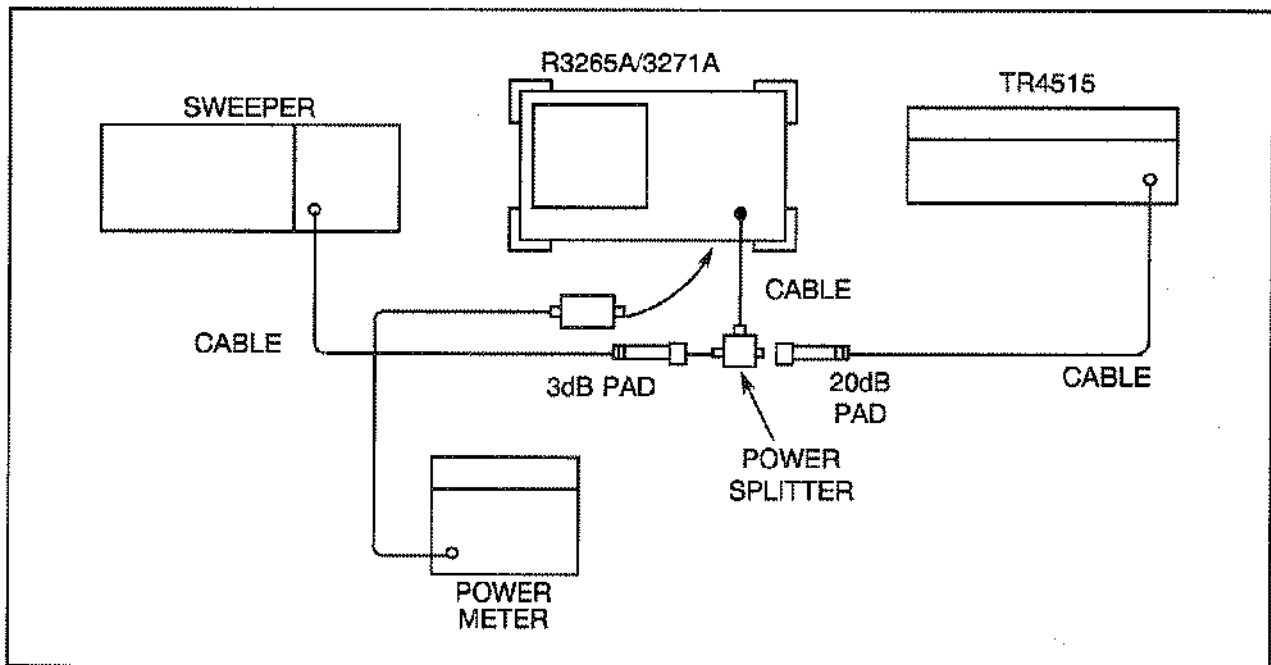 R3265A/3271A
TR4515
SWEEPER
CABLE
CABLE
3dB PAD
20dB
PAD
CABLE
POWER
SPLITTER
POWER
METER